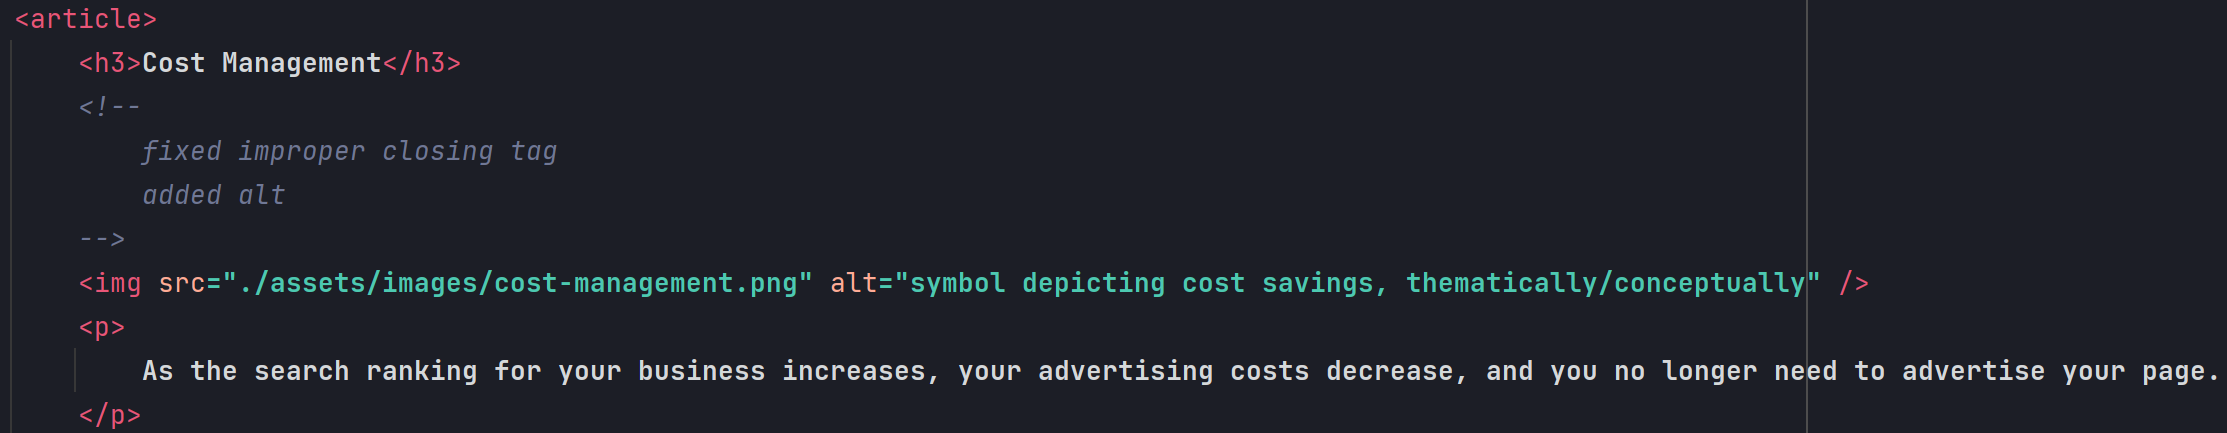 <article>
<h3>Cost Management</h3>
<!--
fixed improper closing tag
added alt
-->
<img src="./assets/images/cost-management.png" alt="symbol depicting cost savings, thematically/conceptually" />
<p>
As the search ranking for your business increases, your advertising costs decrease, and you no longer need to advertise your page.
</p>